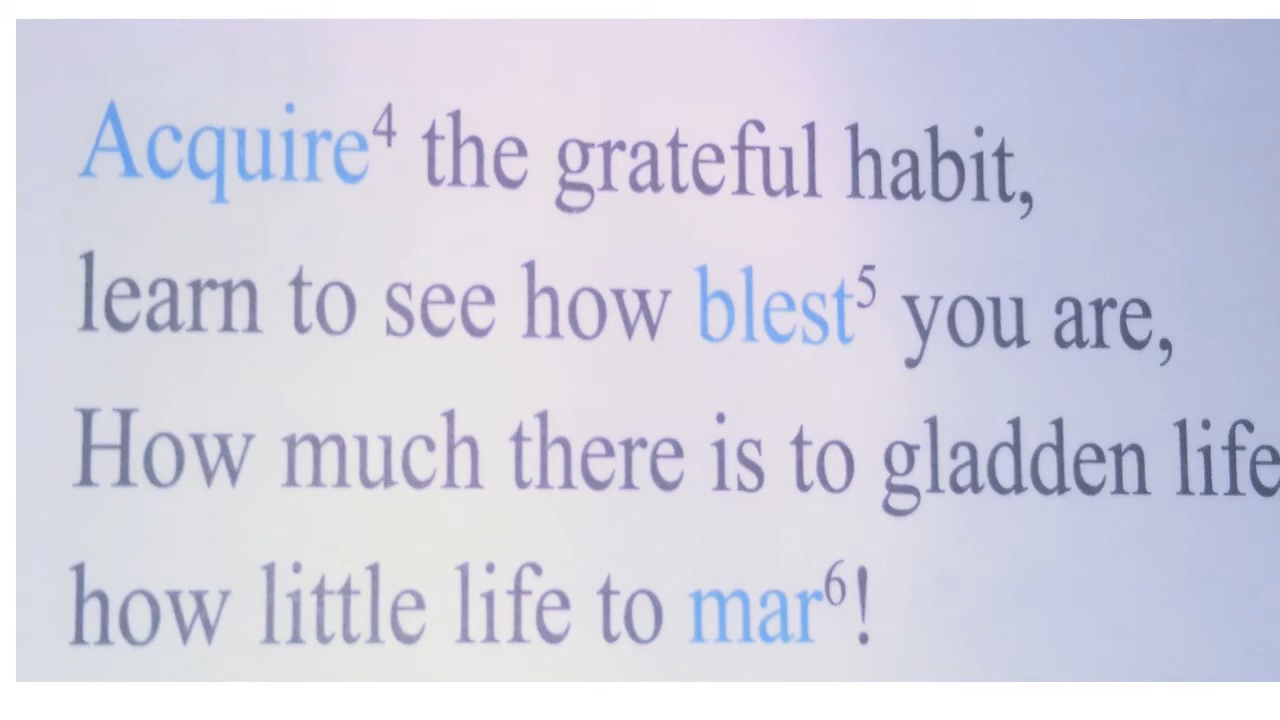 Acquire⁴ the grateful habit,
learn to see how blest⁵ you are,
How much there is to gladden life
how little life to mar⁶!